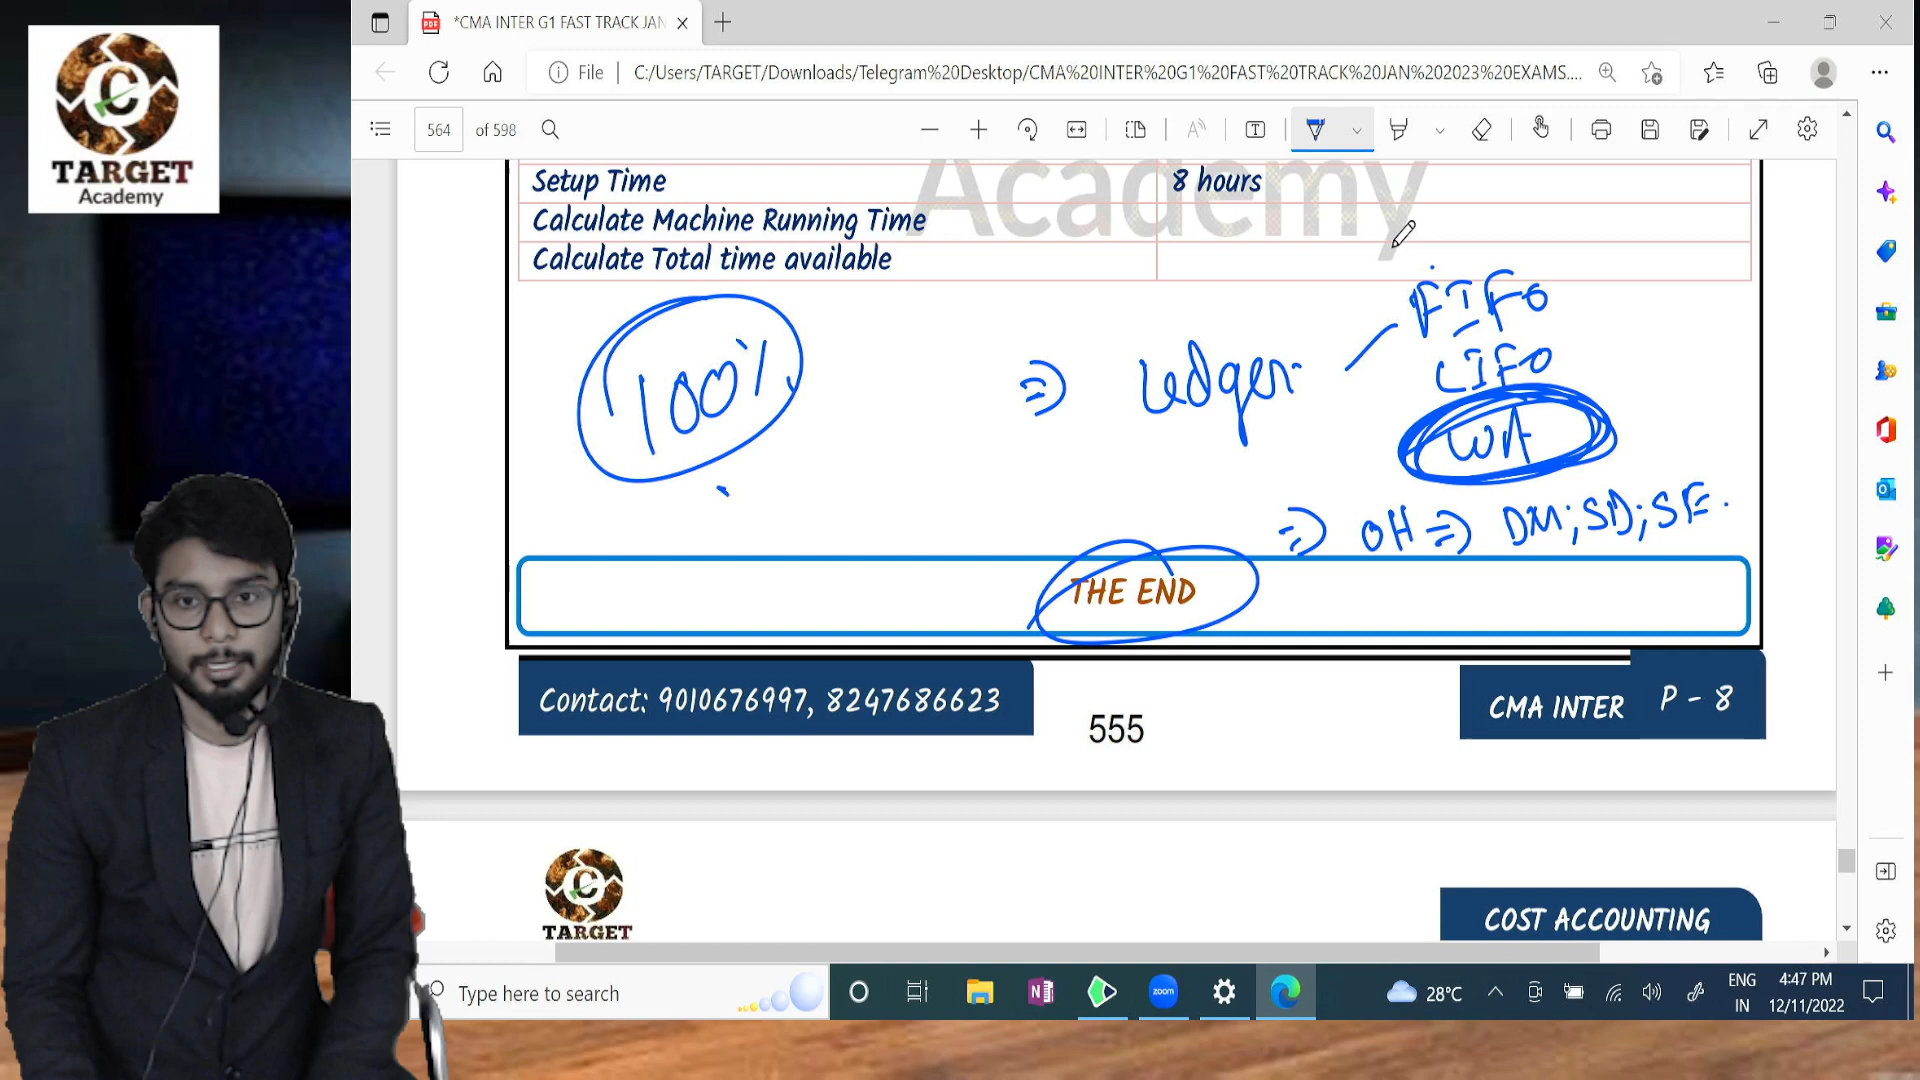 TARGET
Academy
*CMA INTER G1 FAST TRACK JAN
File
C:/Users/TARGET/Downloads/Telegram%20Desktop/CMA%20INTER%20G1%20FAST%20TRACK%20JAN%202023%20EXAMS....
564 of 598
Academy
Setup Time 8 hours
Calculate Machine Running Time
Calculate Total time available
100%
⇒ Ledger
FIFO
LIFO
WA
⇒ OH ⇒ DM; SD; SE.
THE END
Contact: 9010676997, 8247686623
555
CMA INTER P - 8
TARGET
COST ACCOUNTING
Type here to search
zoom
28°C
ENG
IN
4:47 PM
12/11/2022